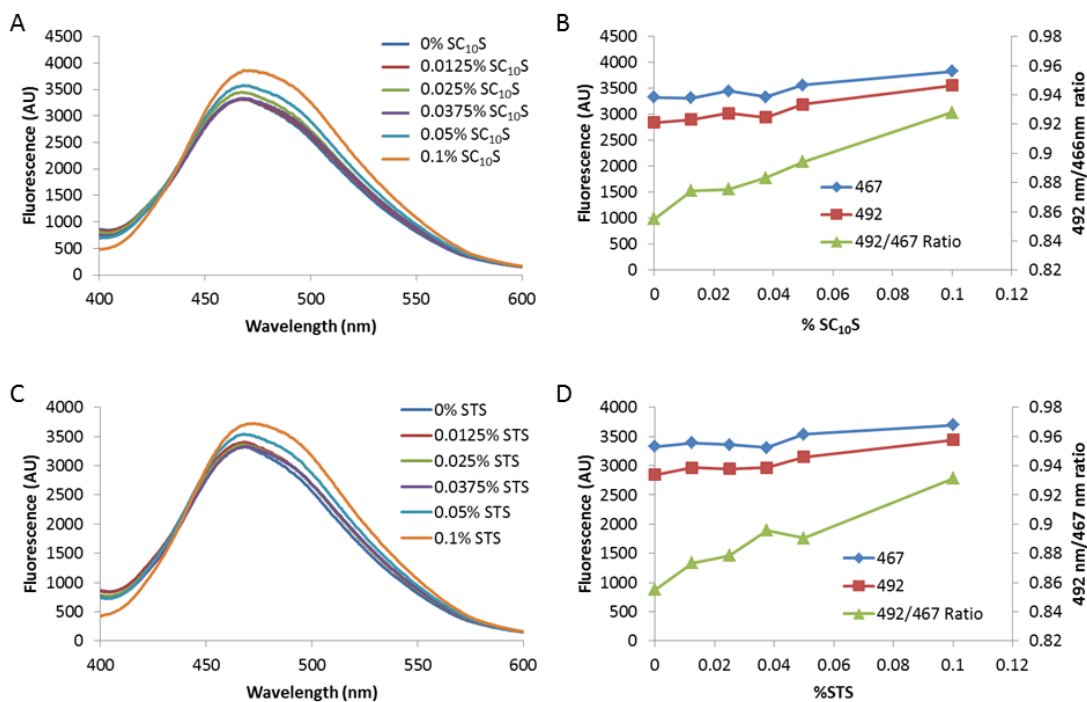 A
4500
4000
3500
3000
2500
2000
1500
1000
500
0
Fluorescence (AU)
400 450 500 550 600
Wavelength (nm)
0% SC₁₀S
0.0125% SC₁₀S
0.025% SC₁₀S
0.0375% SC₁₀S
0.05% SC₁₀S
0.1% SC₁₀S
B
4500
4000
3500
3000
2500
2000
1500
1000
500
0
Fluorescence (AU)
0 0.02 0.04 0.06 0.08 0.1 0.12
% SC₁₀S
467
492
492/467 Ratio
0.98
0.96
0.94
0.92
0.9
0.88
0.86
0.84
0.82
492 nm/466nm ratio
C
4000
3500
3000
2500
2000
1500
1000
500
0
Fluorescence (AU)
400 450 500 550 600
Wavelength (nm)
0% STS
0.0125% STS
0.025% STS
0.0375% STS
0.05% STS
0.1% STS
D
4000
3500
3000
2500
2000
1500
1000
500
0
Fluorescence (AU)
0 0.02 0.04 0.06 0.08 0.1 0.12
%STS
467
492
492/467 Ratio
0.98
0.96
0.94
0.92
0.9
0.88
0.86
0.84
0.82
492 nm/467 nm ratio